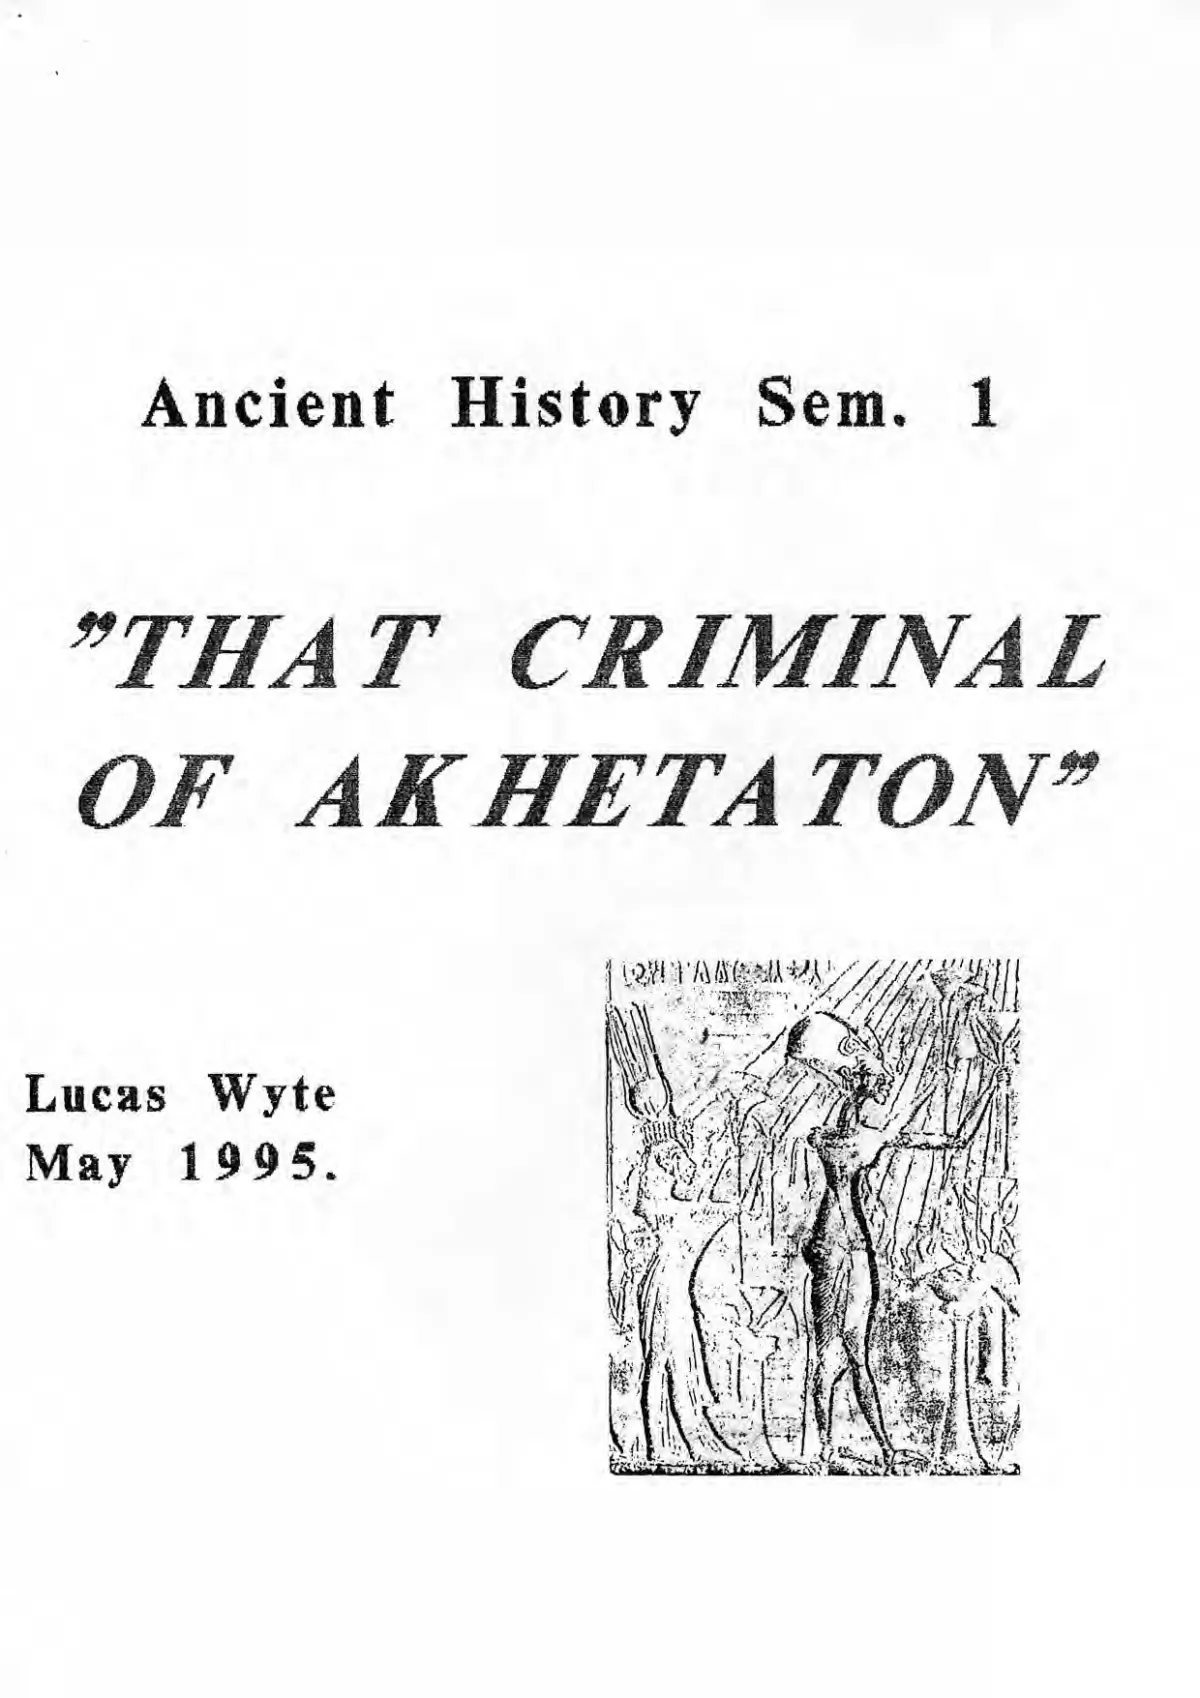 Ancient History Sem. 1
”THAT CRIMINAL
OF AKHETATON”
Lucas Wyte
May 1995.